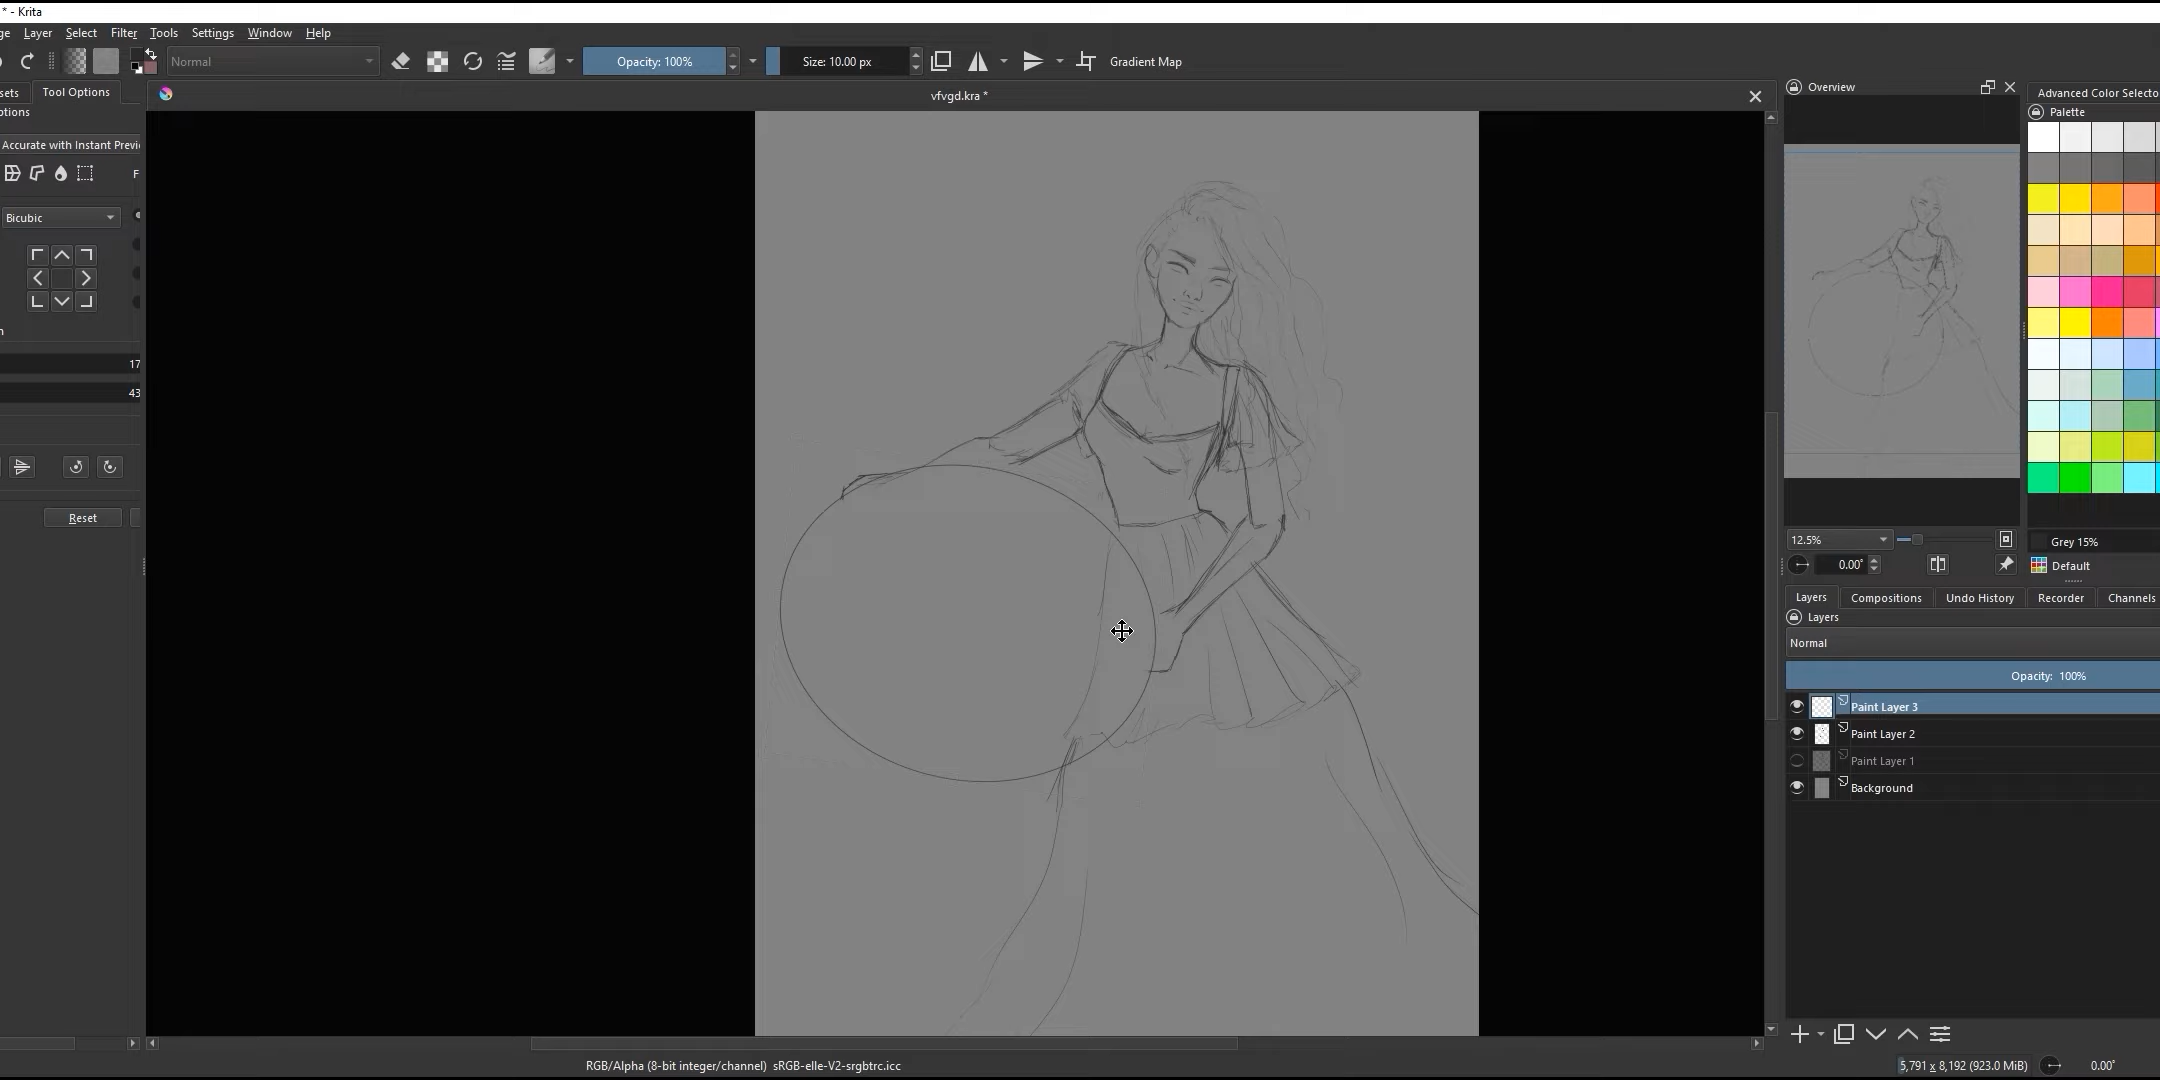 * - Krita
ge Layer Select Filter Tools Settings Window Help
Normal
Opacity: 100%
Size: 10.00 px
Gradient Map
sets Tool Options
vfvgd.kra *
Overview
Advanced Color Selecto
ptions
Palette
Accurate with Instant Previ
F
Bicubic
n
17
43
Reset
12.5%
Grey 15%
0.00°
Default
Layers Compositions Undo History Recorder Channels
Layers
Normal
Opacity: 100%
Paint Layer 3
Paint Layer 2
Paint Layer 1
Background
RGB/Alpha (8-bit integer/channel) sRGB-elle-V2-srgbtrc.icc
5,791 x 8,192 (923.0 MiB)
0.00°